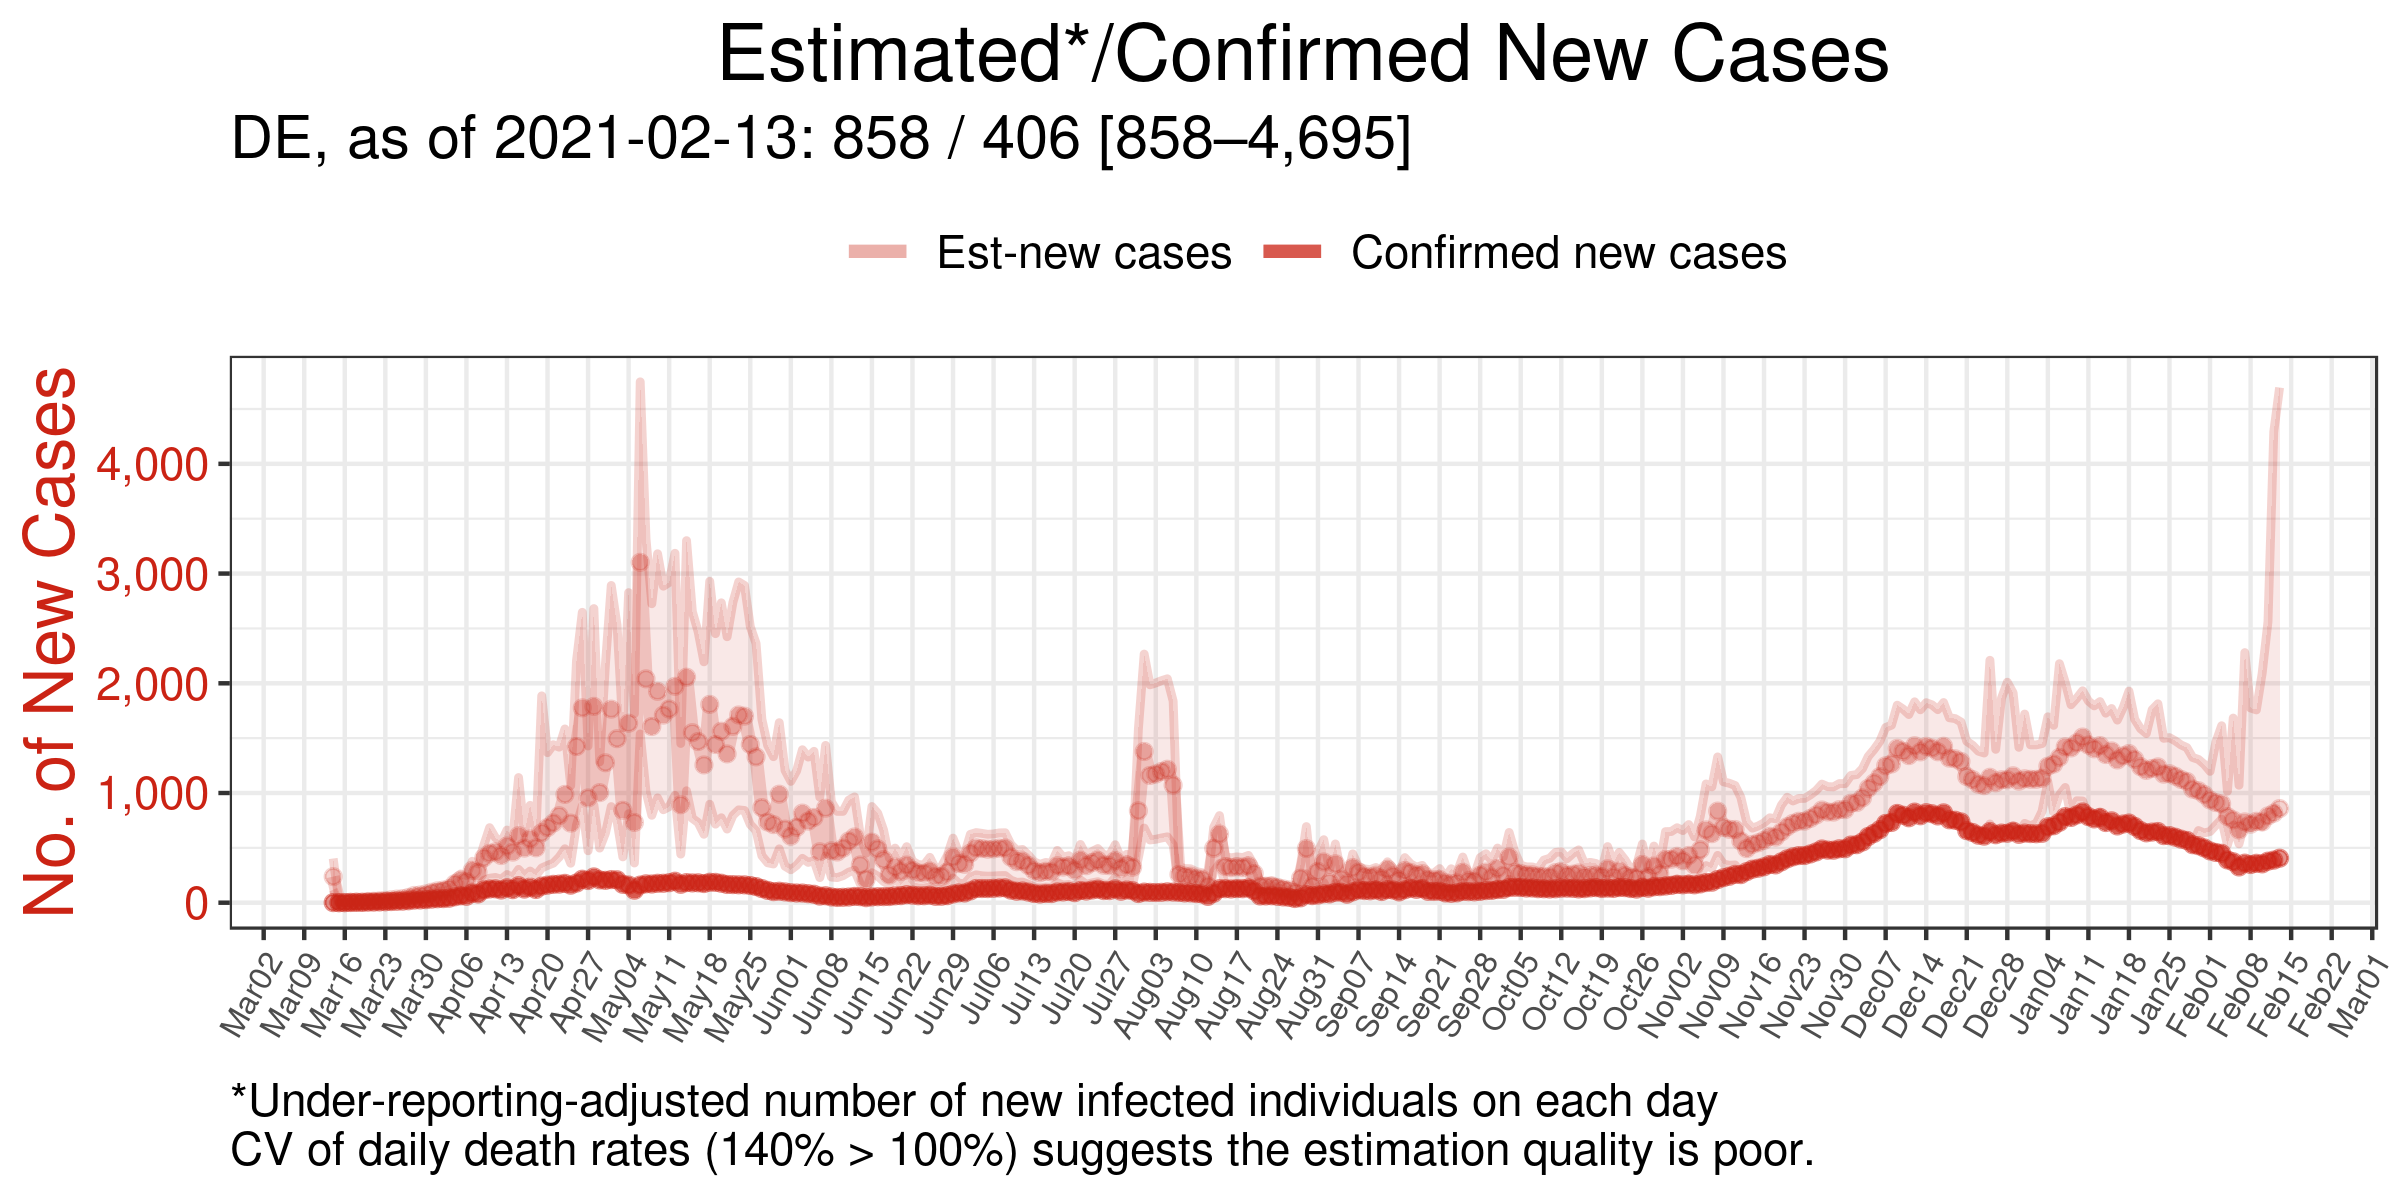 Estimated*/Confirmed New Cases
DE, as of 2021-02-13: 858 / 406 [858–4,695]
Est-new cases Confirmed new cases
No. of New Cases
4,000
3,000
2,000
1,000
0
Mar02 Mar09 Mar16 Mar23 Mar30 Apr06 Apr13 Apr20 Apr27 May04 May11 May18 May25 Jun01 Jun08 Jun15 Jun22 Jun29 Jul06 Jul13 Jul20 Jul27 Aug03 Aug10 Aug17 Aug24 Aug31 Sep07 Sep14 Sep21 Sep28 Oct05 Oct12 Oct19 Oct26 Nov02 Nov09 Nov16 Nov23 Nov30 Dec07 Dec14 Dec21 Dec28 Jan04 Jan11 Jan18 Jan25 Feb01 Feb08 Feb15 Feb22 Mar01
*Under-reporting-adjusted number of new infected individuals on each day
CV of daily death rates (140% > 100%) suggests the estimation quality is poor.